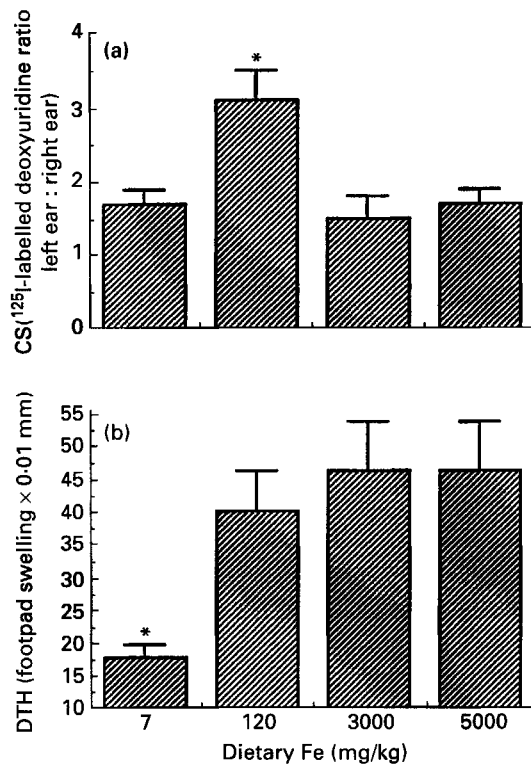 (a)
*
4
3
2
1
0
CS(¹²⁵I-labelled deoxyuridine ratio
left ear : right ear)
(b)
*
55
50
45
40
35
30
25
20
15
10
DTH (footpad swelling × 0·01 mm)
7 120 3000 5000
Dietary Fe (mg/kg)